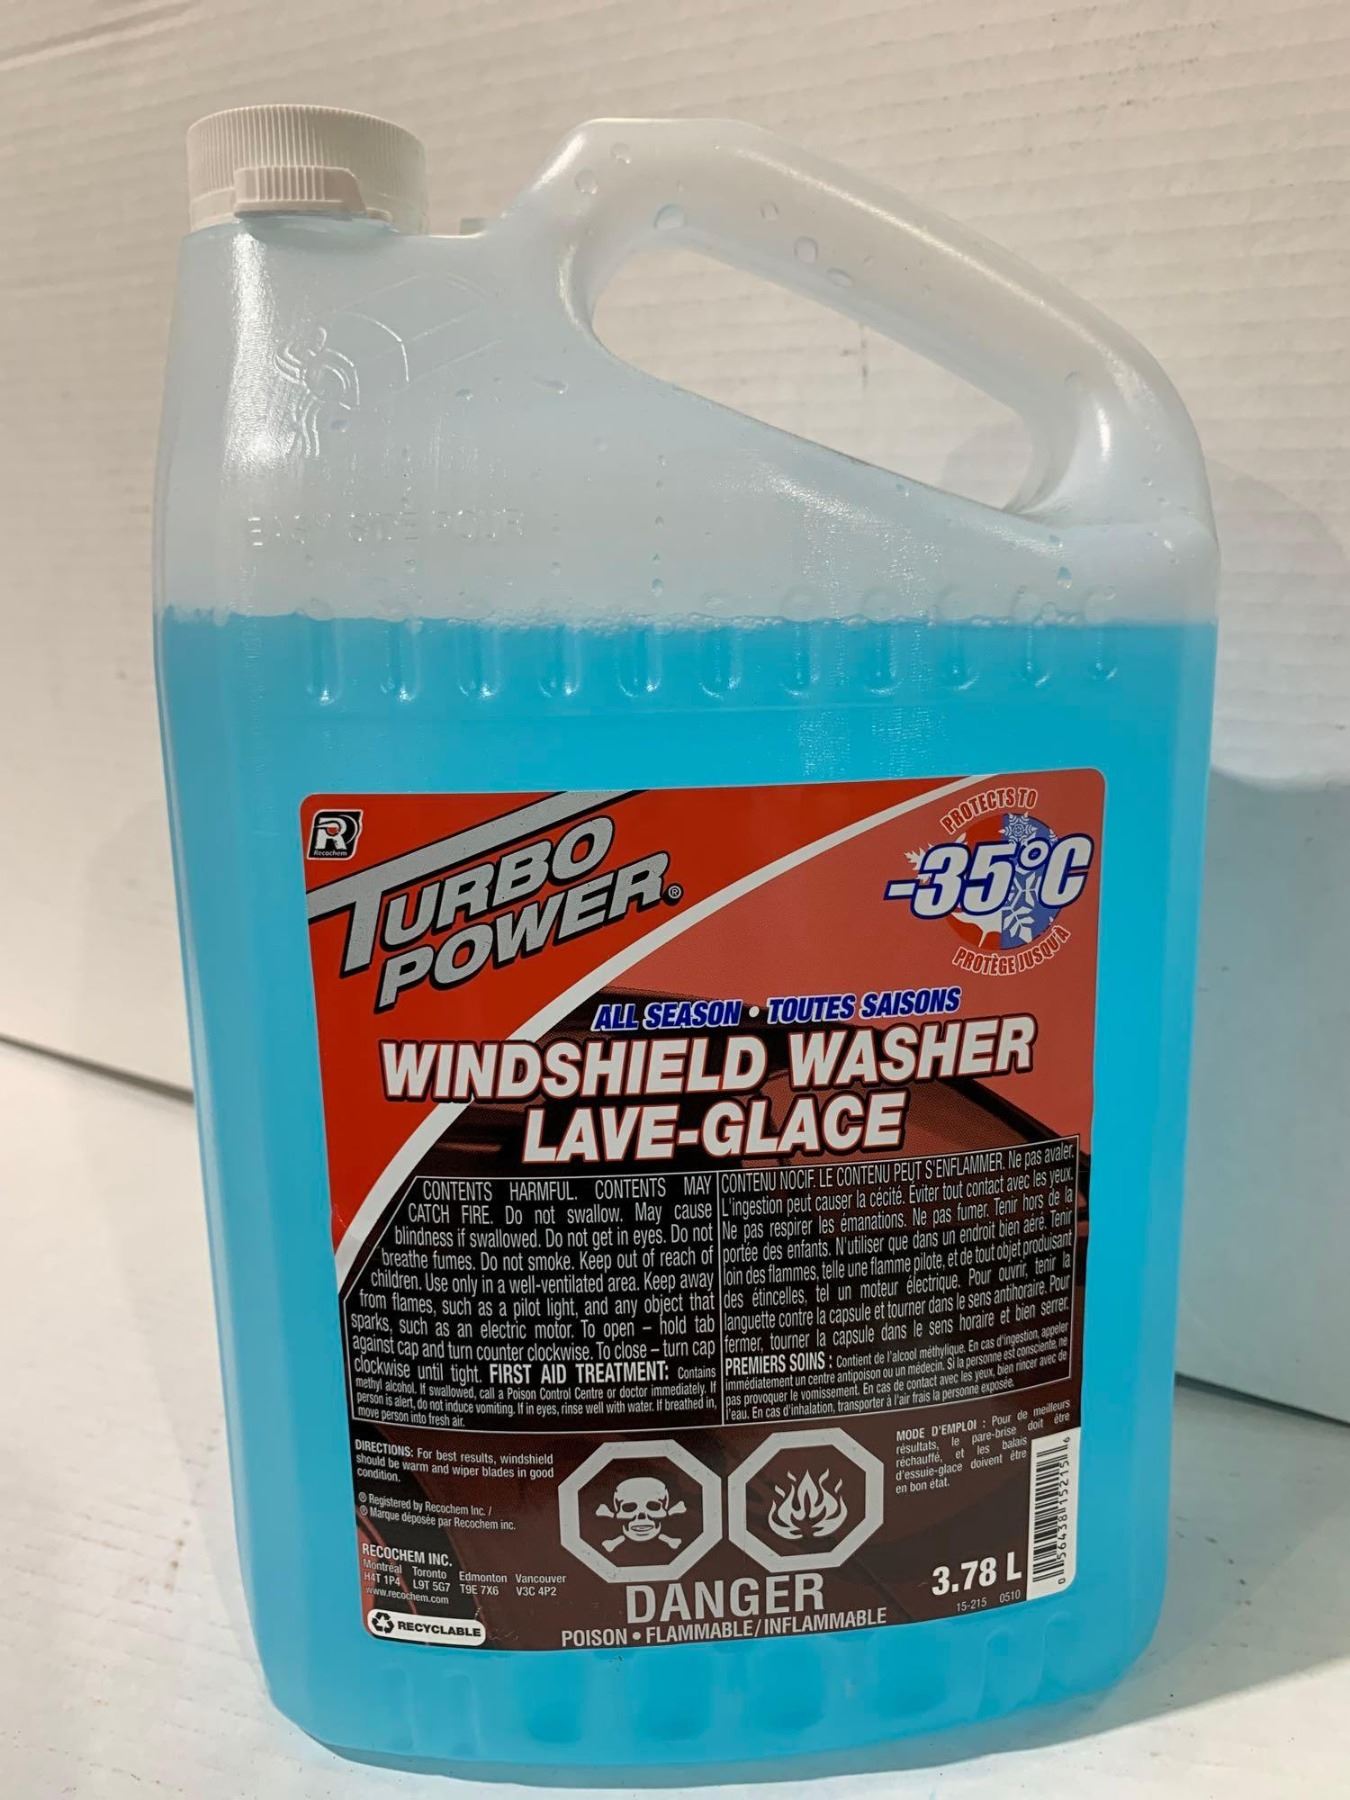 EASY SIDE POUR
R
Recochem
TURBO
POWER®
PROTECTS TO
-35°C
PROTÈGE JUSQU'À
ALL SEASON • TOUTES SAISONS
WINDSHIELD WASHER
LAVE-GLACE
CONTENTS HARMFUL. CONTENTS MAY
CATCH FIRE. Do not swallow. May cause
blindness if swallowed. Do not get in eyes. Do not
breathe fumes. Do not smoke. Keep out of reach of
children. Use only in a well-ventilated area. Keep away
from flames, such as a pilot light, and any object that
sparks, such as an electric motor. To open – hold tab
against cap and turn counter clockwise. To close – turn cap
clockwise until tight. FIRST AID TREATMENT: Contains
methyl alcohol. If swallowed, call a Poison Control Centre or doctor immediately. If
person is alert, do not induce vomiting. If in eyes, rinse well with water. If breathed in,
move person into fresh air.
CONTENU NOCIF. LE CONTENU PEUT S'ENFLAMMER. Ne pas avaler.
L'ingestion peut causer la cécité. Éviter tout contact avec les yeux.
Ne pas respirer les émanations. Ne pas fumer. Tenir hors de la
portée des enfants. N'utiliser que dans un endroit bien aéré. Tenir
loin des flammes, telle une flamme pilote, et de tout objet produisant
des étincelles, tel un moteur électrique. Pour ouvrir, tenir la
languette contre la capsule et tourner dans le sens antihoraire. Pour
fermer, tourner la capsule dans le sens horaire et bien serrer.
PREMIERS SOINS : Contient de l'alcool méthylique. En cas d'ingestion, appeler
immédiatement un centre antipoison ou un médecin. Si la personne est consciente, ne
pas provoquer le vomissement. En cas de contact avec les yeux, bien rincer avec de
l'eau. En cas d'inhalation, transporter à l'air frais la personne exposée.
DIRECTIONS: For best results, windshield
should be warm and wiper blades in good
condition.
® Registered by Recochem Inc. /
® Marque déposée par Recochem inc.
RECOCHEM INC.
Montréal Toronto Edmonton Vancouver
H4T 1P4 L9T 5G7 T9E 7X6 V3C 4P2
www.recochem.com
RECYCLABLE
DANGER
POISON • FLAMMABLE/INFLAMMABLE
MODE D'EMPLOI : Pour de meilleurs
résultats, le pare-brise doit être
réchauffé, et les balais
d'essuie-glace doivent être
en bon état.
3.78 L
15-215 0510
0 56438 15215 6